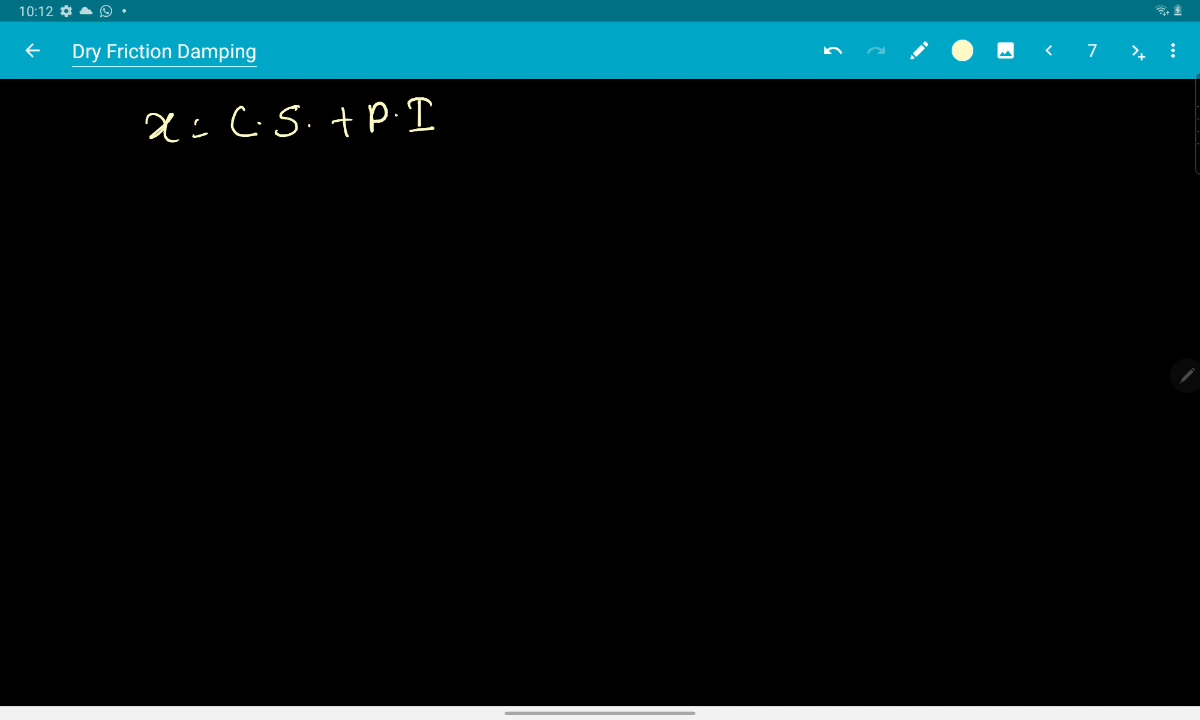 10:12
Dry Friction Damping
7
x = C.S. + P.I